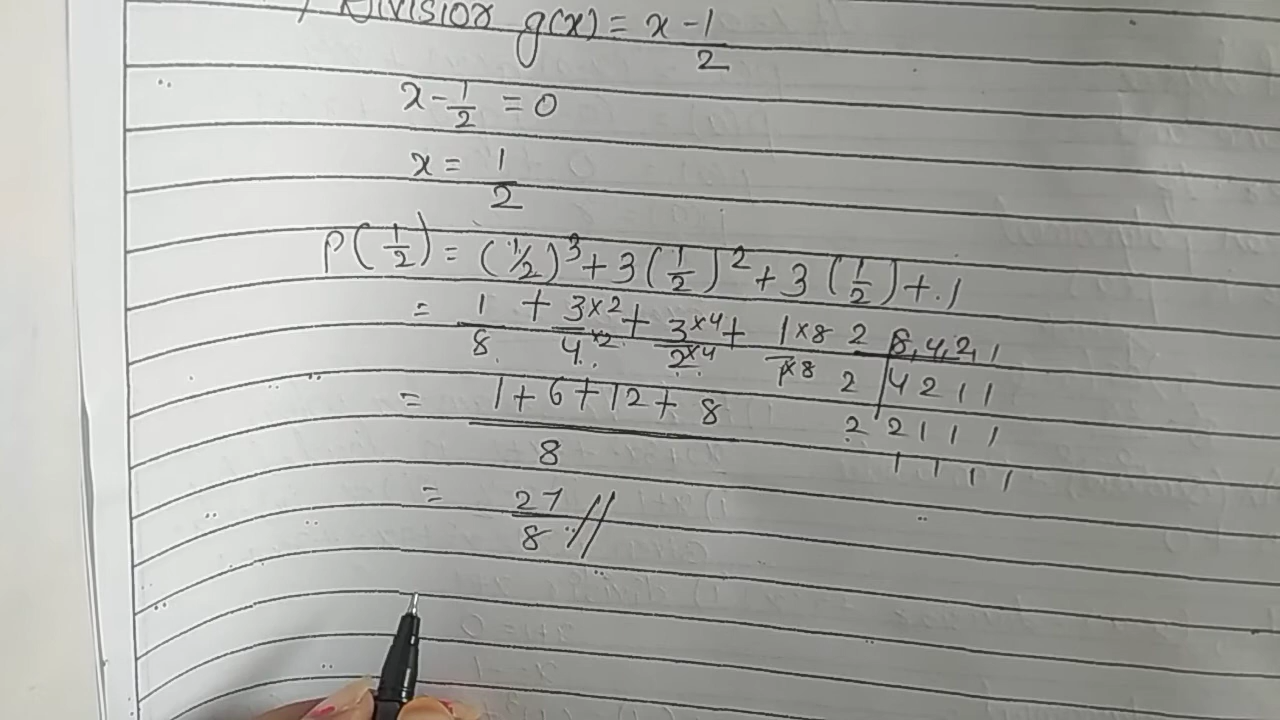 Division g(x) = x - 1/2
x - 1/2 = 0
x = 1/2
P(1/2) = (1/2)³ + 3(1/2)² + 3(1/2) + 1
= 1/8 + 3×2/4×2 + 3×4/2×4 + 1×8/1×8
2 | 8, 4, 2, 1
2 | 4 2 1 1
2 2 1 1 1
1 1 1 1
= 1 + 6 + 12 + 8 / 8
= 27/8 //